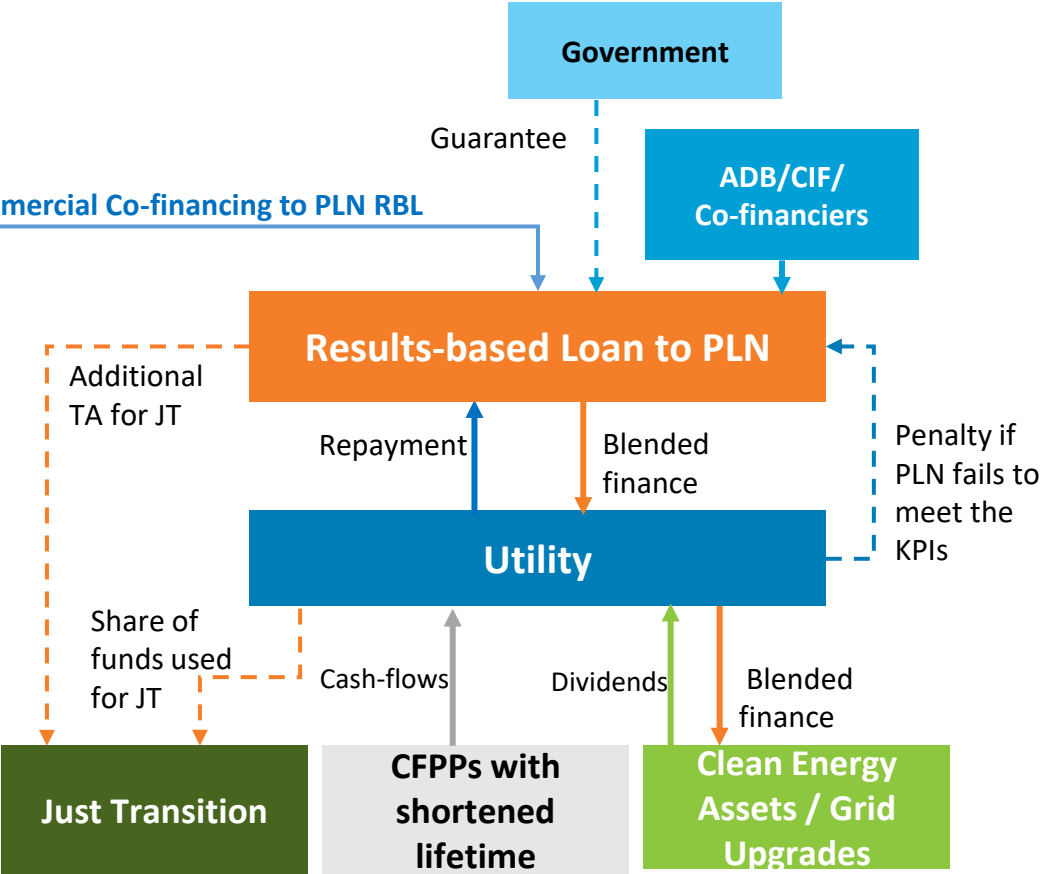 Government
Guarantee
ADB/CIF/
Co-financiers
mercial Co-financing to PLN RBL
Results-based Loan to PLN
Additional
TA for JT
Repayment
Blended
finance
Penalty if
PLN fails to
meet the
KPIs
Utility
Share of
funds used
for JT
Cash-flows
Dividends
Blended
finance
Just Transition
CFPPs with
shortened
lifetime
Clean Energy
Assets / Grid
Upgrades